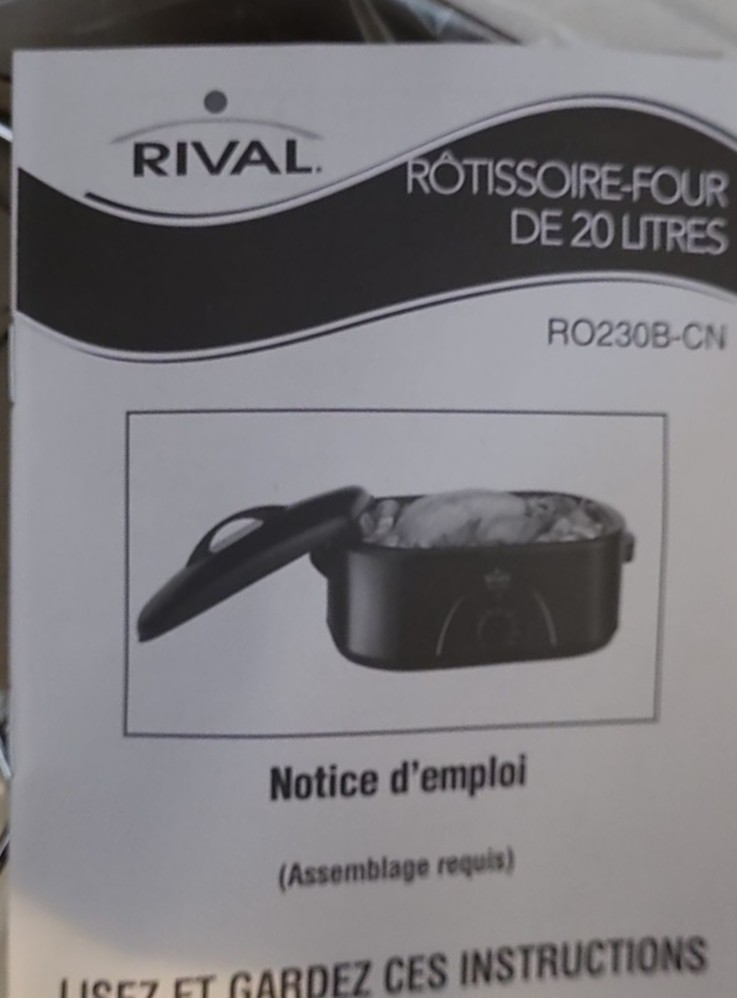 RIVAL.
RÔTISSOIRE-FOUR
DE 20 LITRES
RO230B-CN
Notice d'emploi
(Assemblage requis)
LISEZ ET GARDEZ CES INSTRUCTIONS